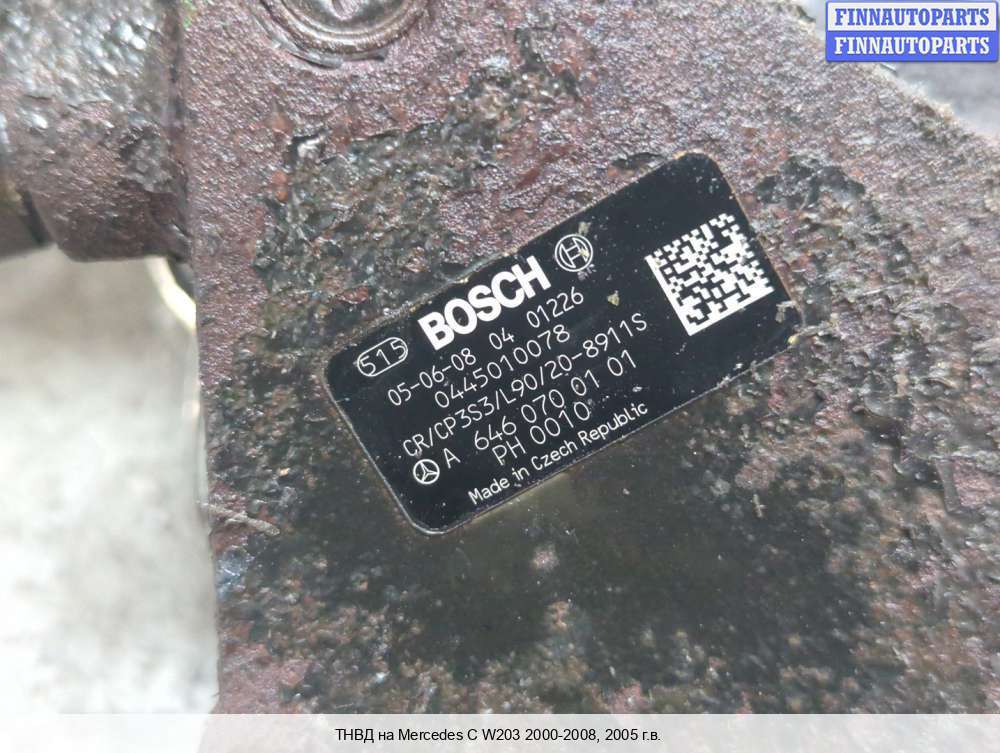 FINNAUTOPARTS
FINNAUTOPARTS
515 BOSCH
05-06-08 04 01226
0445010078
CR/CP3S3/L90/20-8911S
A 646 070 01 01
PH 0010
Made in Czech Republic
ТНВД на Mercedes C W203 2000-2008, 2005 г.в.